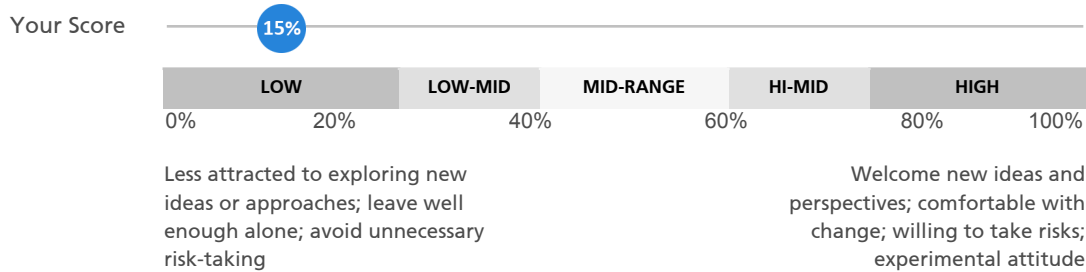 Your Score
15%
LOW LOW-MID MID-RANGE HI-MID HIGH
0% 20% 40% 60% 80% 100%
Less attracted to exploring new
ideas or approaches; leave well
enough alone; avoid unnecessary
risk-taking
Welcome new ideas and
perspectives; comfortable with
change; willing to take risks;
experimental attitude